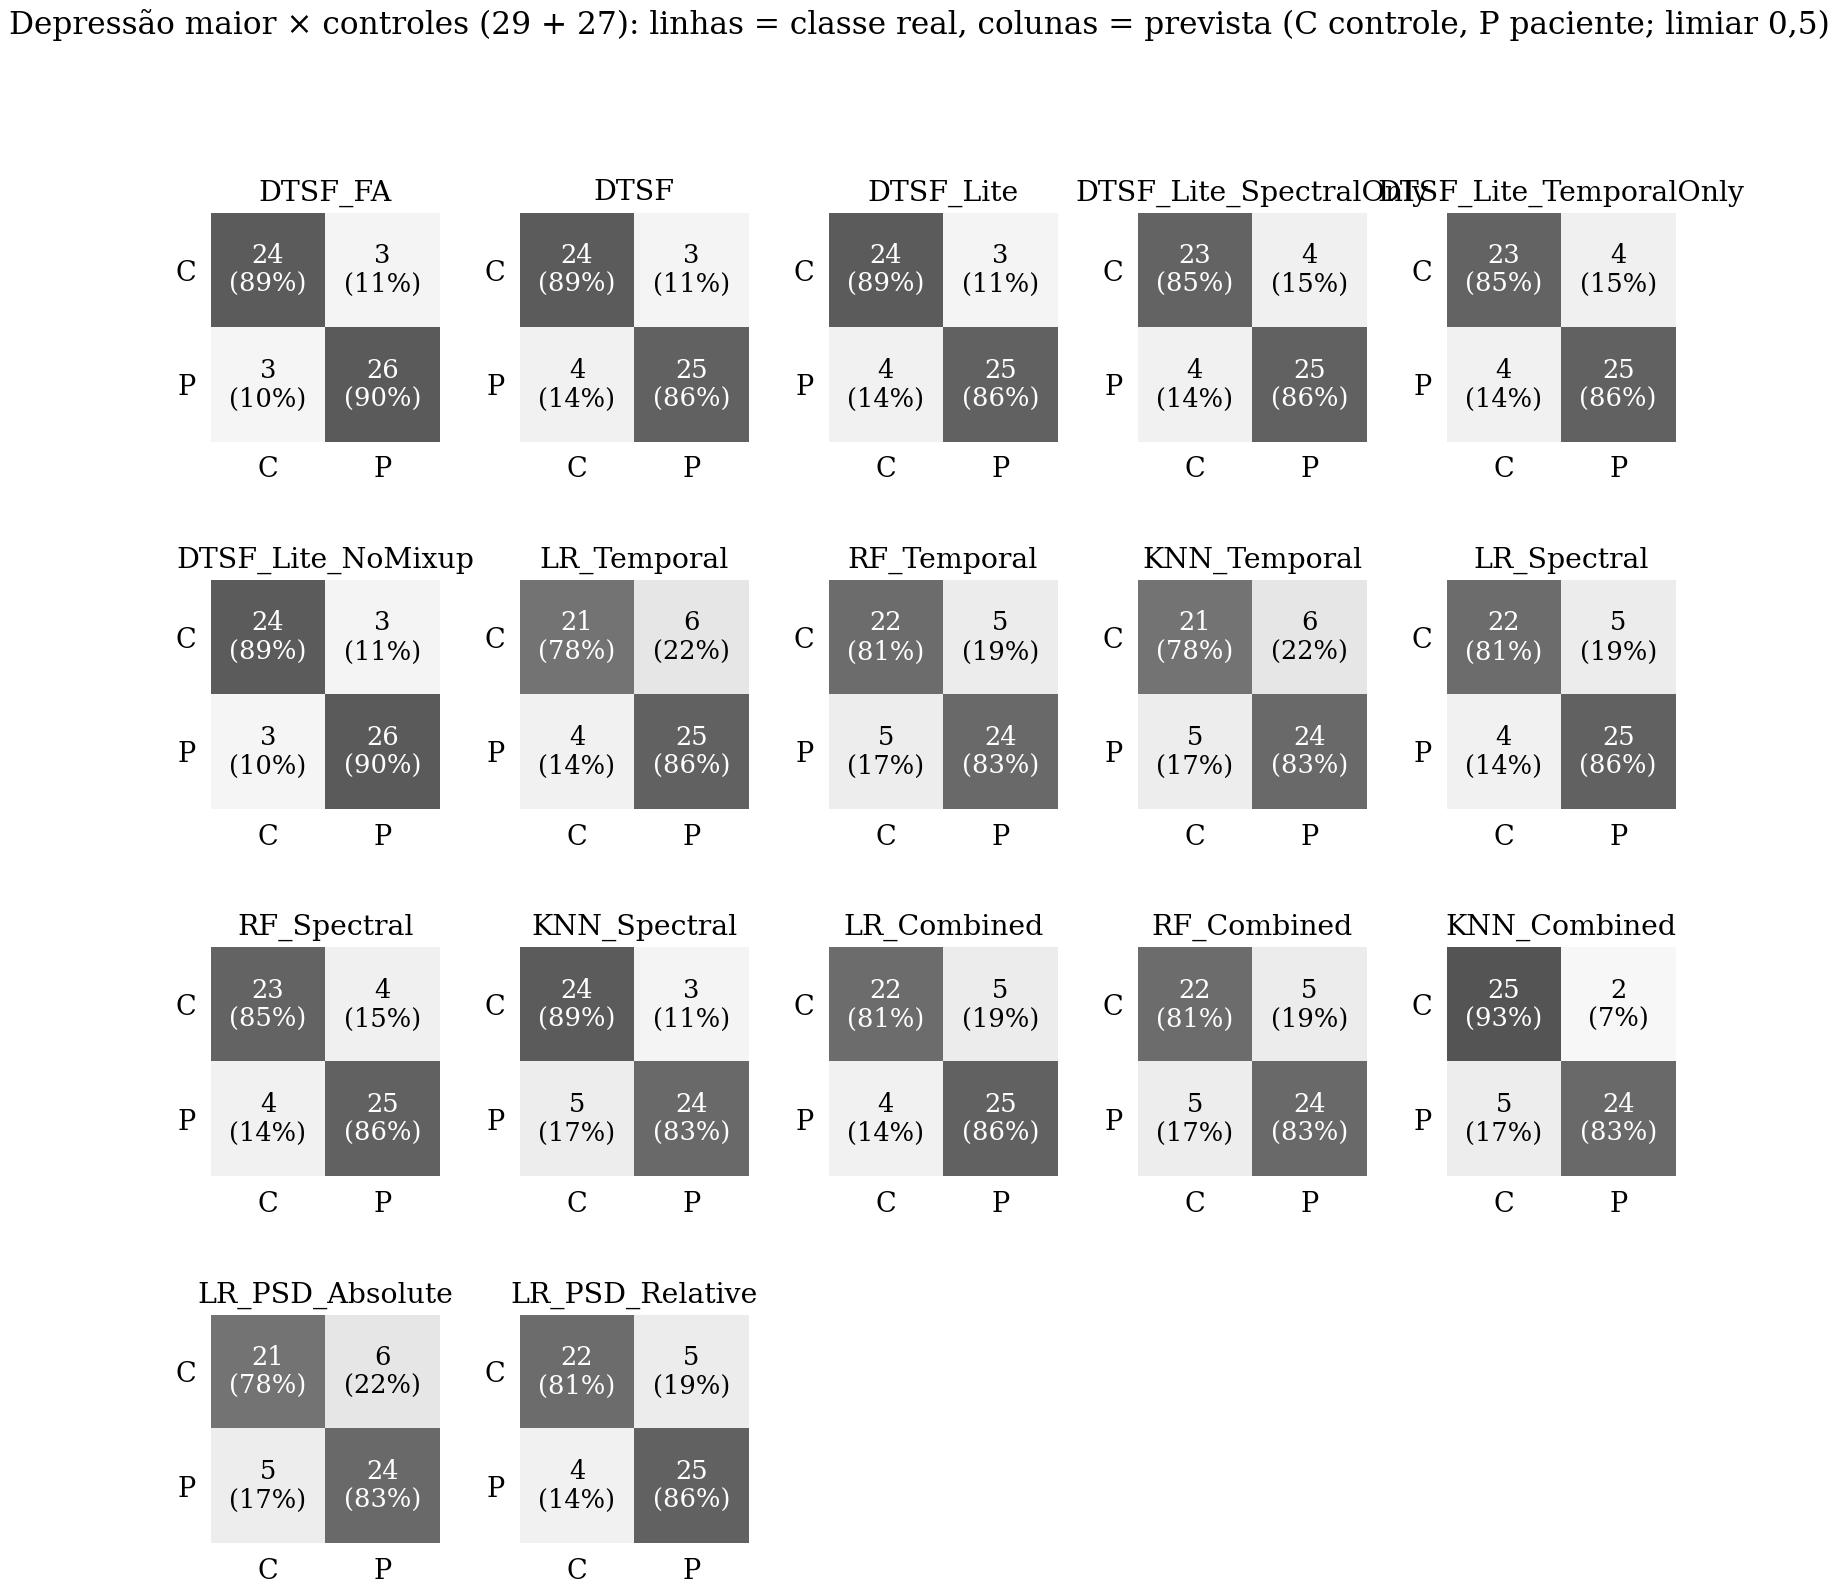 Depressão maior × controles (29 + 27): linhas = classe real, colunas = prevista (C controle, P paciente; limiar 0,5)
DTSF_FA DTSF DTSF_Lite DTSF_Lite_SpectralOnly DTSF_Lite_TemporalOnly
C 24 3 C 24 3 C 24 3 C 23 4 C 23 4
(89%) (11%) (89%) (11%) (89%) (11%) (85%) (15%) (85%) (15%)
P 3 26 P 4 25 P 4 25 P 4 25 P 4 25
(10%) (90%) (14%) (86%) (14%) (86%) (14%) (86%) (14%) (86%)
C P C P C P C P C P
DTSF_Lite_NoMixup LR_Temporal RF_Temporal KNN_Temporal LR_Spectral
C 24 3 C 21 6 C 22 5 C 21 6 C 22 5
(89%) (11%) (78%) (22%) (81%) (19%) (78%) (22%) (81%) (19%)
P 3 26 P 4 25 P 5 24 P 5 24 P 4 25
(10%) (90%) (14%) (86%) (17%) (83%) (17%) (83%) (14%) (86%)
C P C P C P C P C P
RF_Spectral KNN_Spectral LR_Combined RF_Combined KNN_Combined
C 23 4 C 24 3 C 22 5 C 22 5 C 25 2
(85%) (15%) (89%) (11%) (81%) (19%) (81%) (19%) (93%) (7%)
P 4 25 P 5 24 P 4 25 P 5 24 P 5 24
(14%) (86%) (17%) (83%) (14%) (86%) (17%) (83%) (17%) (83%)
C P C P C P C P C P
LR_PSD_Absolute LR_PSD_Relative
C 21 6 C 22 5
(78%) (22%) (81%) (19%)
P 5 24 P 4 25
(17%) (83%) (14%) (86%)
C P C P